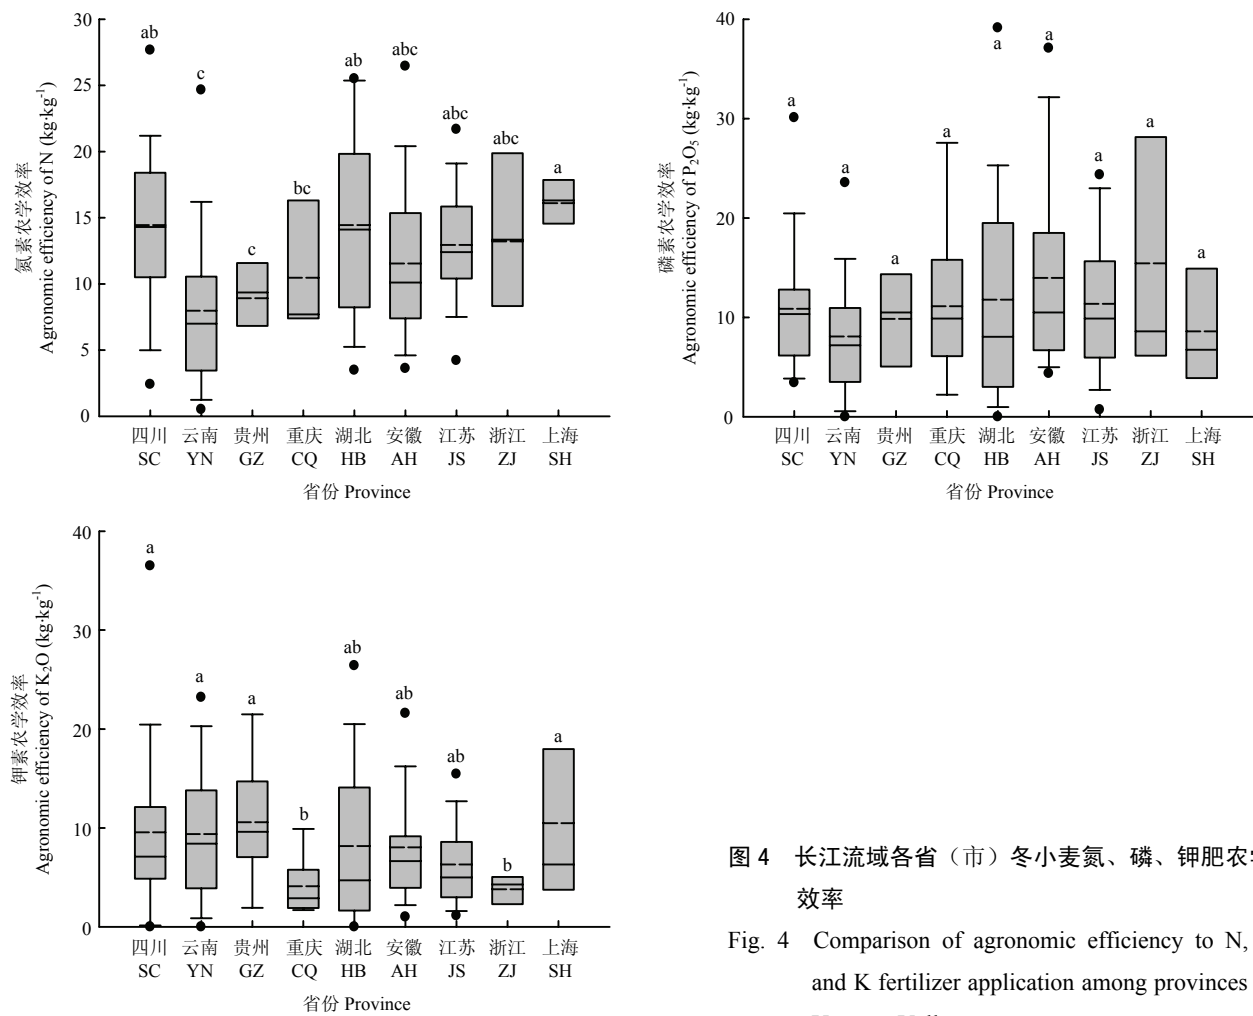 氮素农学效率
Agronomic efficiency of N (kg·kg⁻¹)
30
25
20
15
10
5
0
ab
c
c
bc
ab
abc
abc
abc
a
四川 云南 贵州 重庆 湖北 安徽 江苏 浙江 上海
SC YN GZ CQ HB AH JS ZJ SH
省份 Province
磷素农学效率
Agronomic efficiency of P₂O₅ (kg·kg⁻¹)
40
30
20
10
0
a
a
a
a
a
a
a
a
a
四川 云南 贵州 重庆 湖北 安徽 江苏 浙江 上海
SC YN GZ CQ HB AH JS ZJ SH
省份 Province
钾素农学效率
Agronomic efficiency of K₂O (kg·kg⁻¹)
40
30
20
10
0
a
a
a
b
ab
ab
ab
b
a
四川 云南 贵州 重庆 湖北 安徽 江苏 浙江 上海
SC YN GZ CQ HB AH JS ZJ SH
省份 Province
图 4 长江流域各省（市）冬小麦氮、磷、钾肥农学
效率
Fig. 4 Comparison of agronomic efficiency to N,
and K fertilizer application among provinces